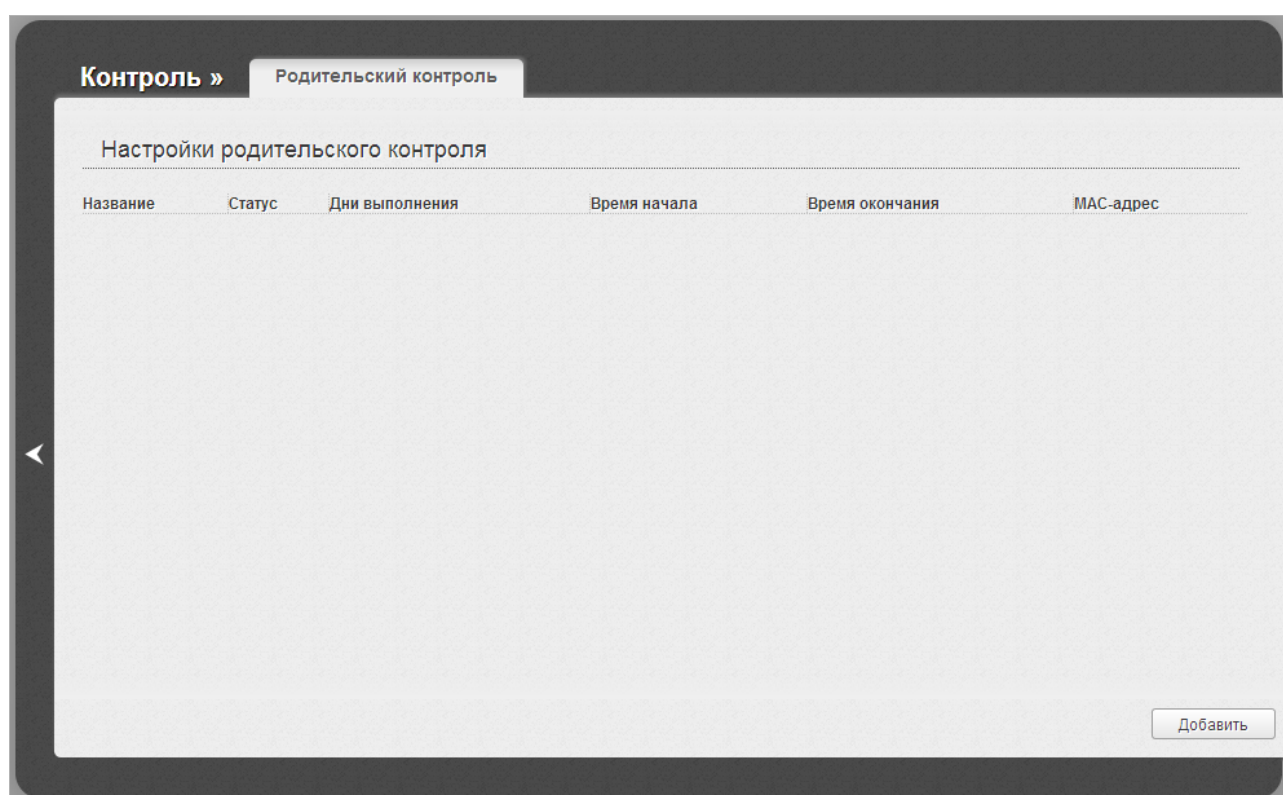 Контроль » Родительский контроль
Настройки родительского контроля
Название Статус Дни выполнения Время начала Время окончания MAC-адрес
Добавить